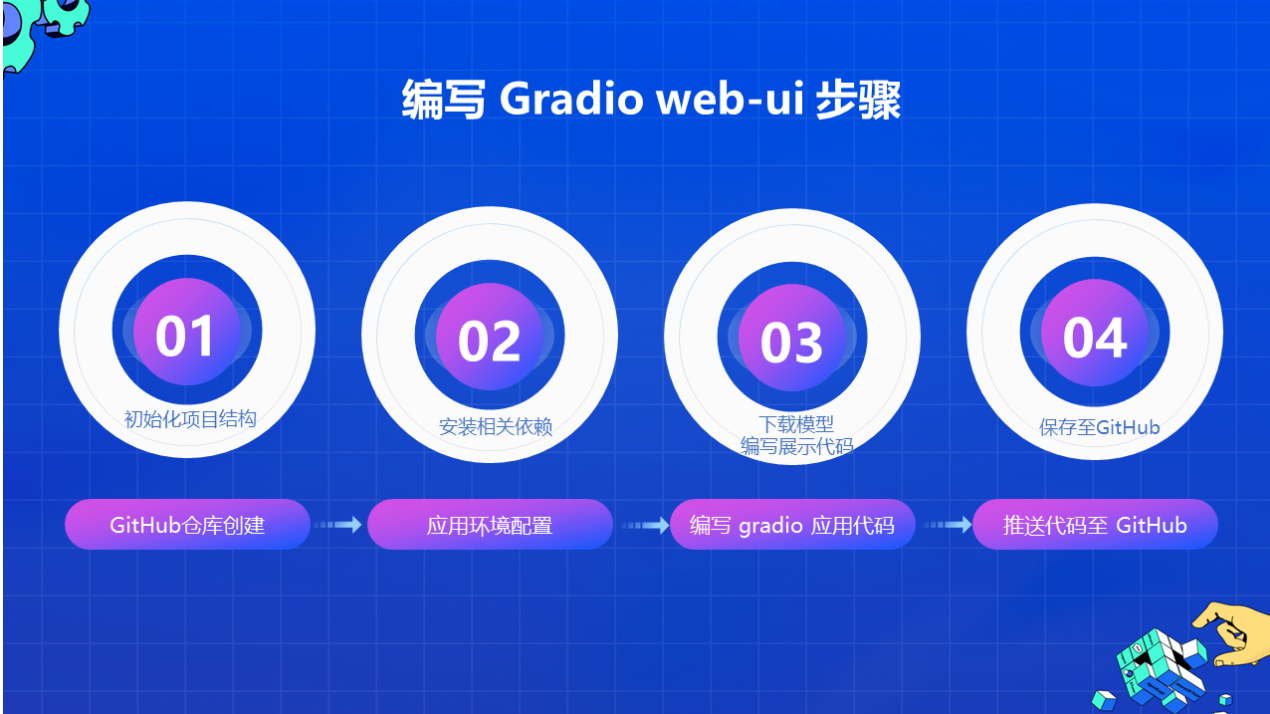 编写 Gradio web-ui 步骤
01
初始化项目结构
02
安装相关依赖
03
下载模型
编写展示代码
04
保存至GitHub
GitHub仓库创建
应用环境配置
编写 gradio 应用代码
推送代码至 GitHub